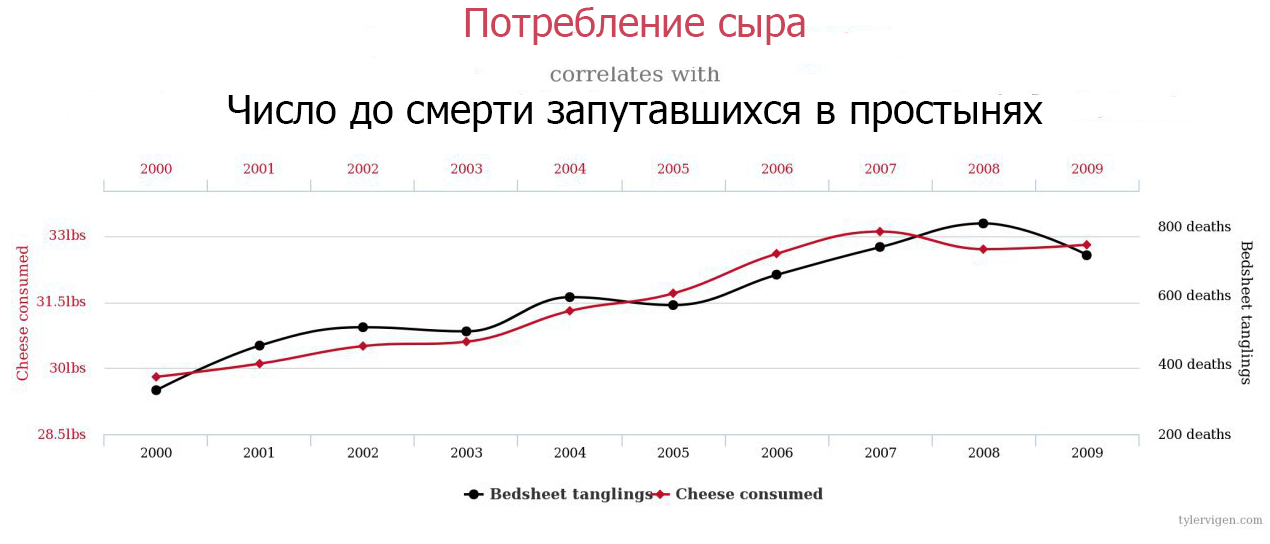 Потребление сыра
correlates with
Число до смерти запутавшихся в простынях
2000 2001 2002 2003 2004 2005 2006 2007 2008 2009
Cheese consumed
33lbs
31.5lbs
30lbs
28.5lbs
800 deaths
600 deaths
400 deaths
200 deaths
Bedsheet tanglings
2000 2001 2002 2003 2004 2005 2006 2007 2008 2009
Bedsheet tanglings Cheese consumed
tylervigen.com